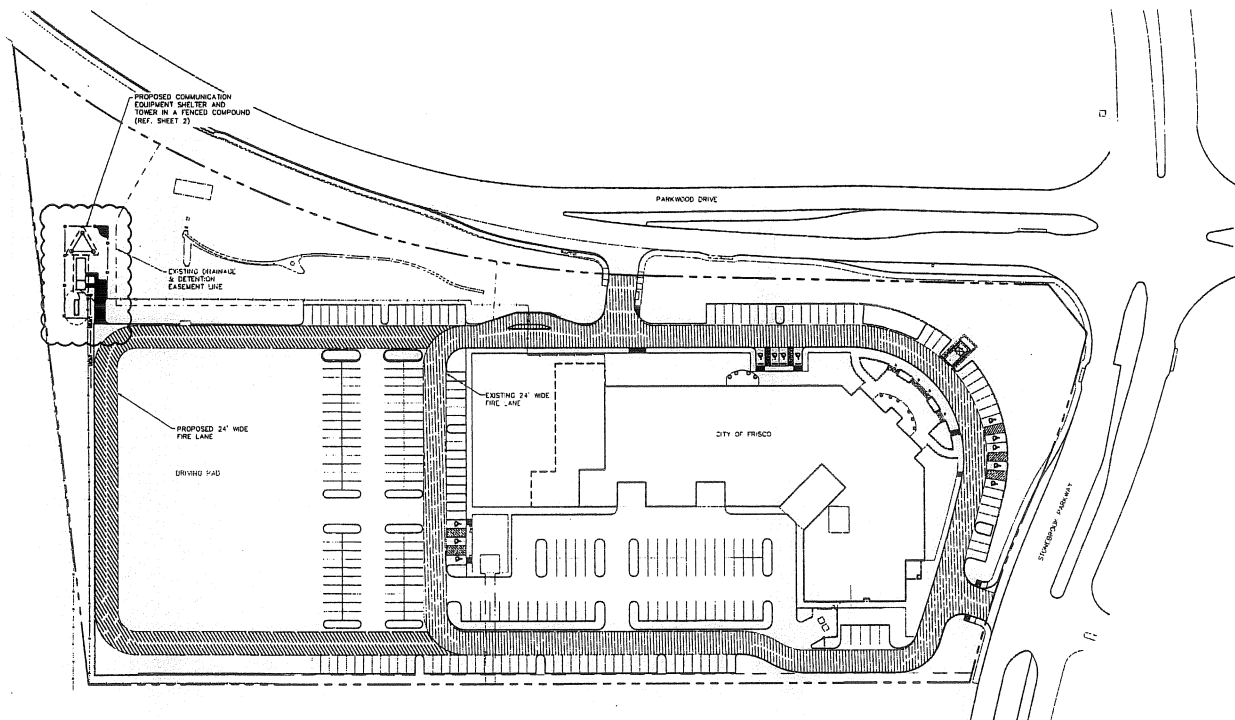 PROPOSED COMMUNICATION
EQUIPMENT SHELTER AND
TOWER IN A FENCED COMPOUND
(REF. SHEET 2)
PARKWOOD DRIVE
EXISTING DRAINAGE
& DETENTION
EASEMENT LINE
EXISTING 24' WIDE
FIRE LANE
PROPOSED 24' WIDE
FIRE LANE
CITY OF FRISCO
DRIVING PAD
STONEBROOK PARKWAY